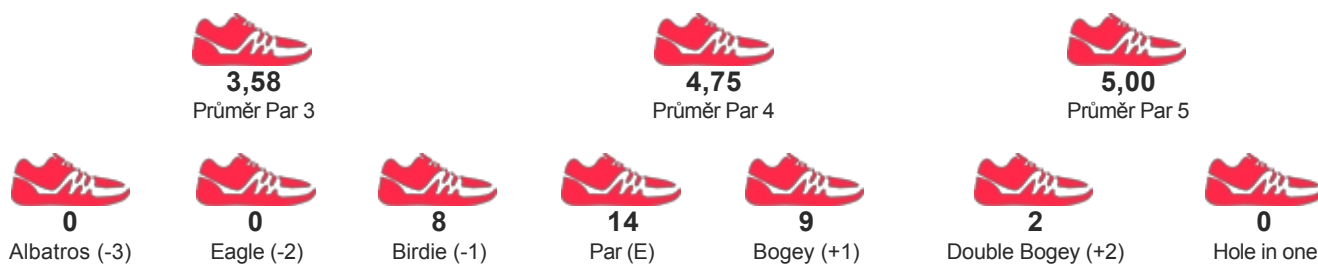 3,58 4,75 5,00
Průměr Par 3 Průměr Par 4 Průměr Par 5
0 0 8 14 9 2 0
Albatros (-3) Eagle (-2) Birdie (-1) Par (E) Bogey (+1) Double Bogey (+2) Hole in one